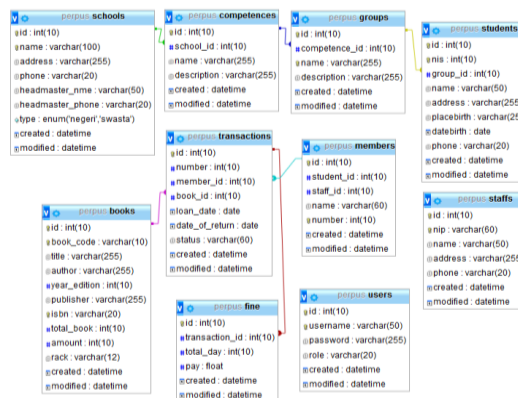 perpus schools
id : int(10)
name : varchar(100)
address : varchar(255)
phone : varchar(20)
headmaster_nme : varchar(50)
headmaster_phone : varchar(20)
type : enum('negeri','swasta')
created : datetime
modified : datetime
perpus competences
id : int(10)
school_id : int(10)
name : varchar(255)
description : varchar(255)
created : datetime
modified : datetime
perpus groups
id : int(10)
competence_id : int(10)
name : varchar(255)
description : varchar(255)
created : datetime
modified : datetime
perpus students
id : int(10)
nis : int(10)
group_id : int(10)
name : varchar(50)
address : varchar(255
placebirth : varchar(25
datebirth : date
phone : varchar(20)
created : datetime
modified : datetime
perpus transactions
id : int(10)
number : int(10)
member_id : int(10)
book_id : int(10)
loan_date : date
date_of_return : date
status : varchar(60)
created : datetime
modified : datetime
perpus members
id : int(10)
student_id : int(10)
staff_id : int(10)
name : varchar(60)
number : int(10)
created : datetime
modified : datetime
perpus staffs
id : int(10)
nip : varchar(60)
name : varchar(50)
address : varchar(255
phone : varchar(20)
created : datetime
modified : datetime
perpus books
id : int(10)
book_code : varchar(10)
title : varchar(255)
author : varchar(255)
year_edition : int(10)
publisher : varchar(255)
isbn : varchar(20)
total_book : int(10)
amount : int(10)
rack : varchar(12)
created : datetime
modified : datetime
perpus fine
id : int(10)
transaction_id : int(10)
total_day : int(10)
pay : float
created : datetime
modified : datetime
perpus users
id : int(10)
username : varchar(50)
password : varchar(255)
role : varchar(20)
created : datetime
modified : datetime